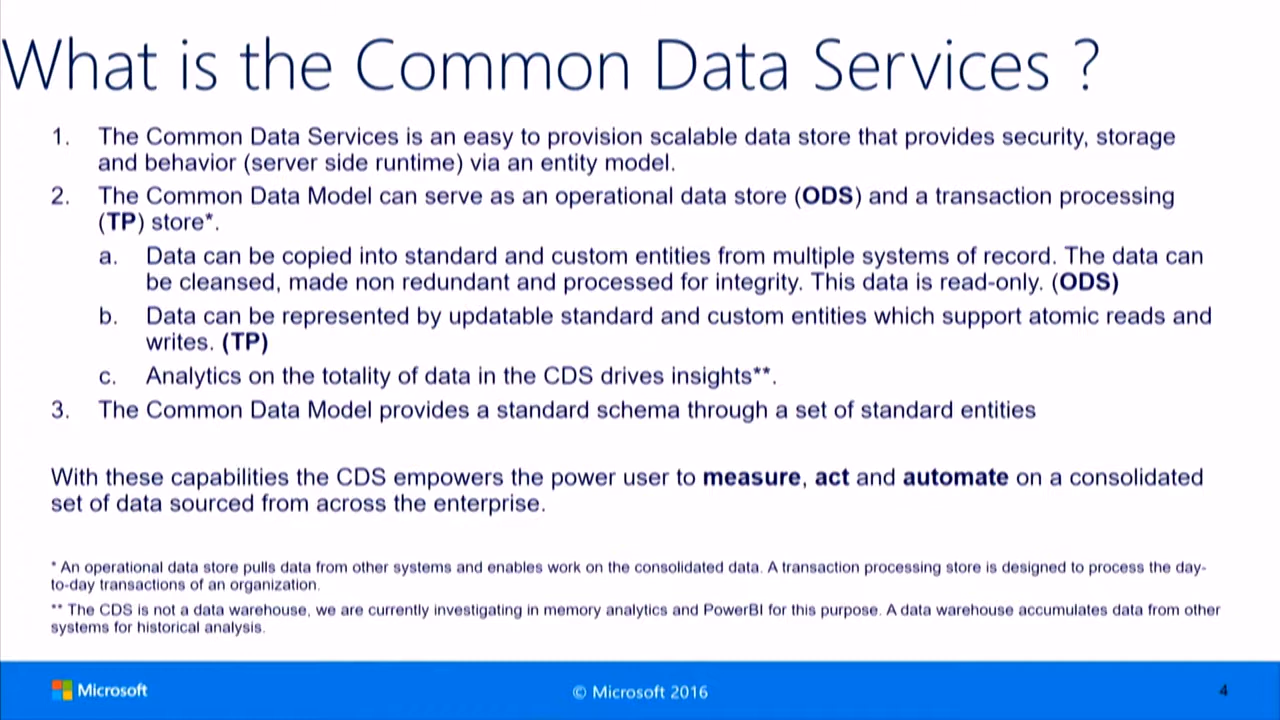 What is the Common Data Services ?
1. The Common Data Services is an easy to provision scalable data store that provides security, storage
and behavior (server side runtime) via an entity model.
2. The Common Data Model can serve as an operational data store (ODS) and a transaction processing
(TP) store*.
a. Data can be copied into standard and custom entities from multiple systems of record. The data can
be cleansed, made non redundant and processed for integrity. This data is read-only. (ODS)
b. Data can be represented by updatable standard and custom entities which support atomic reads and
writes. (TP)
c. Analytics on the totality of data in the CDS drives insights**.
3. The Common Data Model provides a standard schema through a set of standard entities
With these capabilities the CDS empowers the power user to measure, act and automate on a consolidated
set of data sourced from across the enterprise.
* An operational data store pulls data from other systems and enables work on the consolidated data. A transaction processing store is designed to process the day-
to-day transactions of an organization.
** The CDS is not a data warehouse, we are currently investigating in memory analytics and PowerBI for this purpose. A data warehouse accumulates data from other
systems for historical analysis.
Microsoft
© Microsoft 2016
4